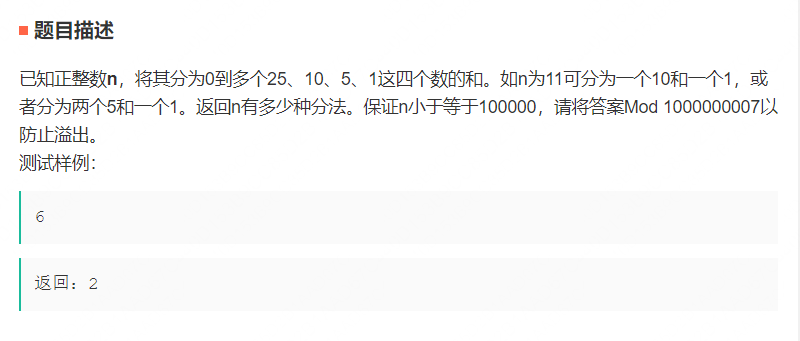 题目描述
已知正整数n，将其分为0到多个25、10、5、1这四个数的和。如n为11可分为一个10和一个1，或
者分为两个5和一个1。返回n有多少种分法。保证n小于等于100000，请将答案Mod 1000000007以
防止溢出。
测试样例：
6
返回：2